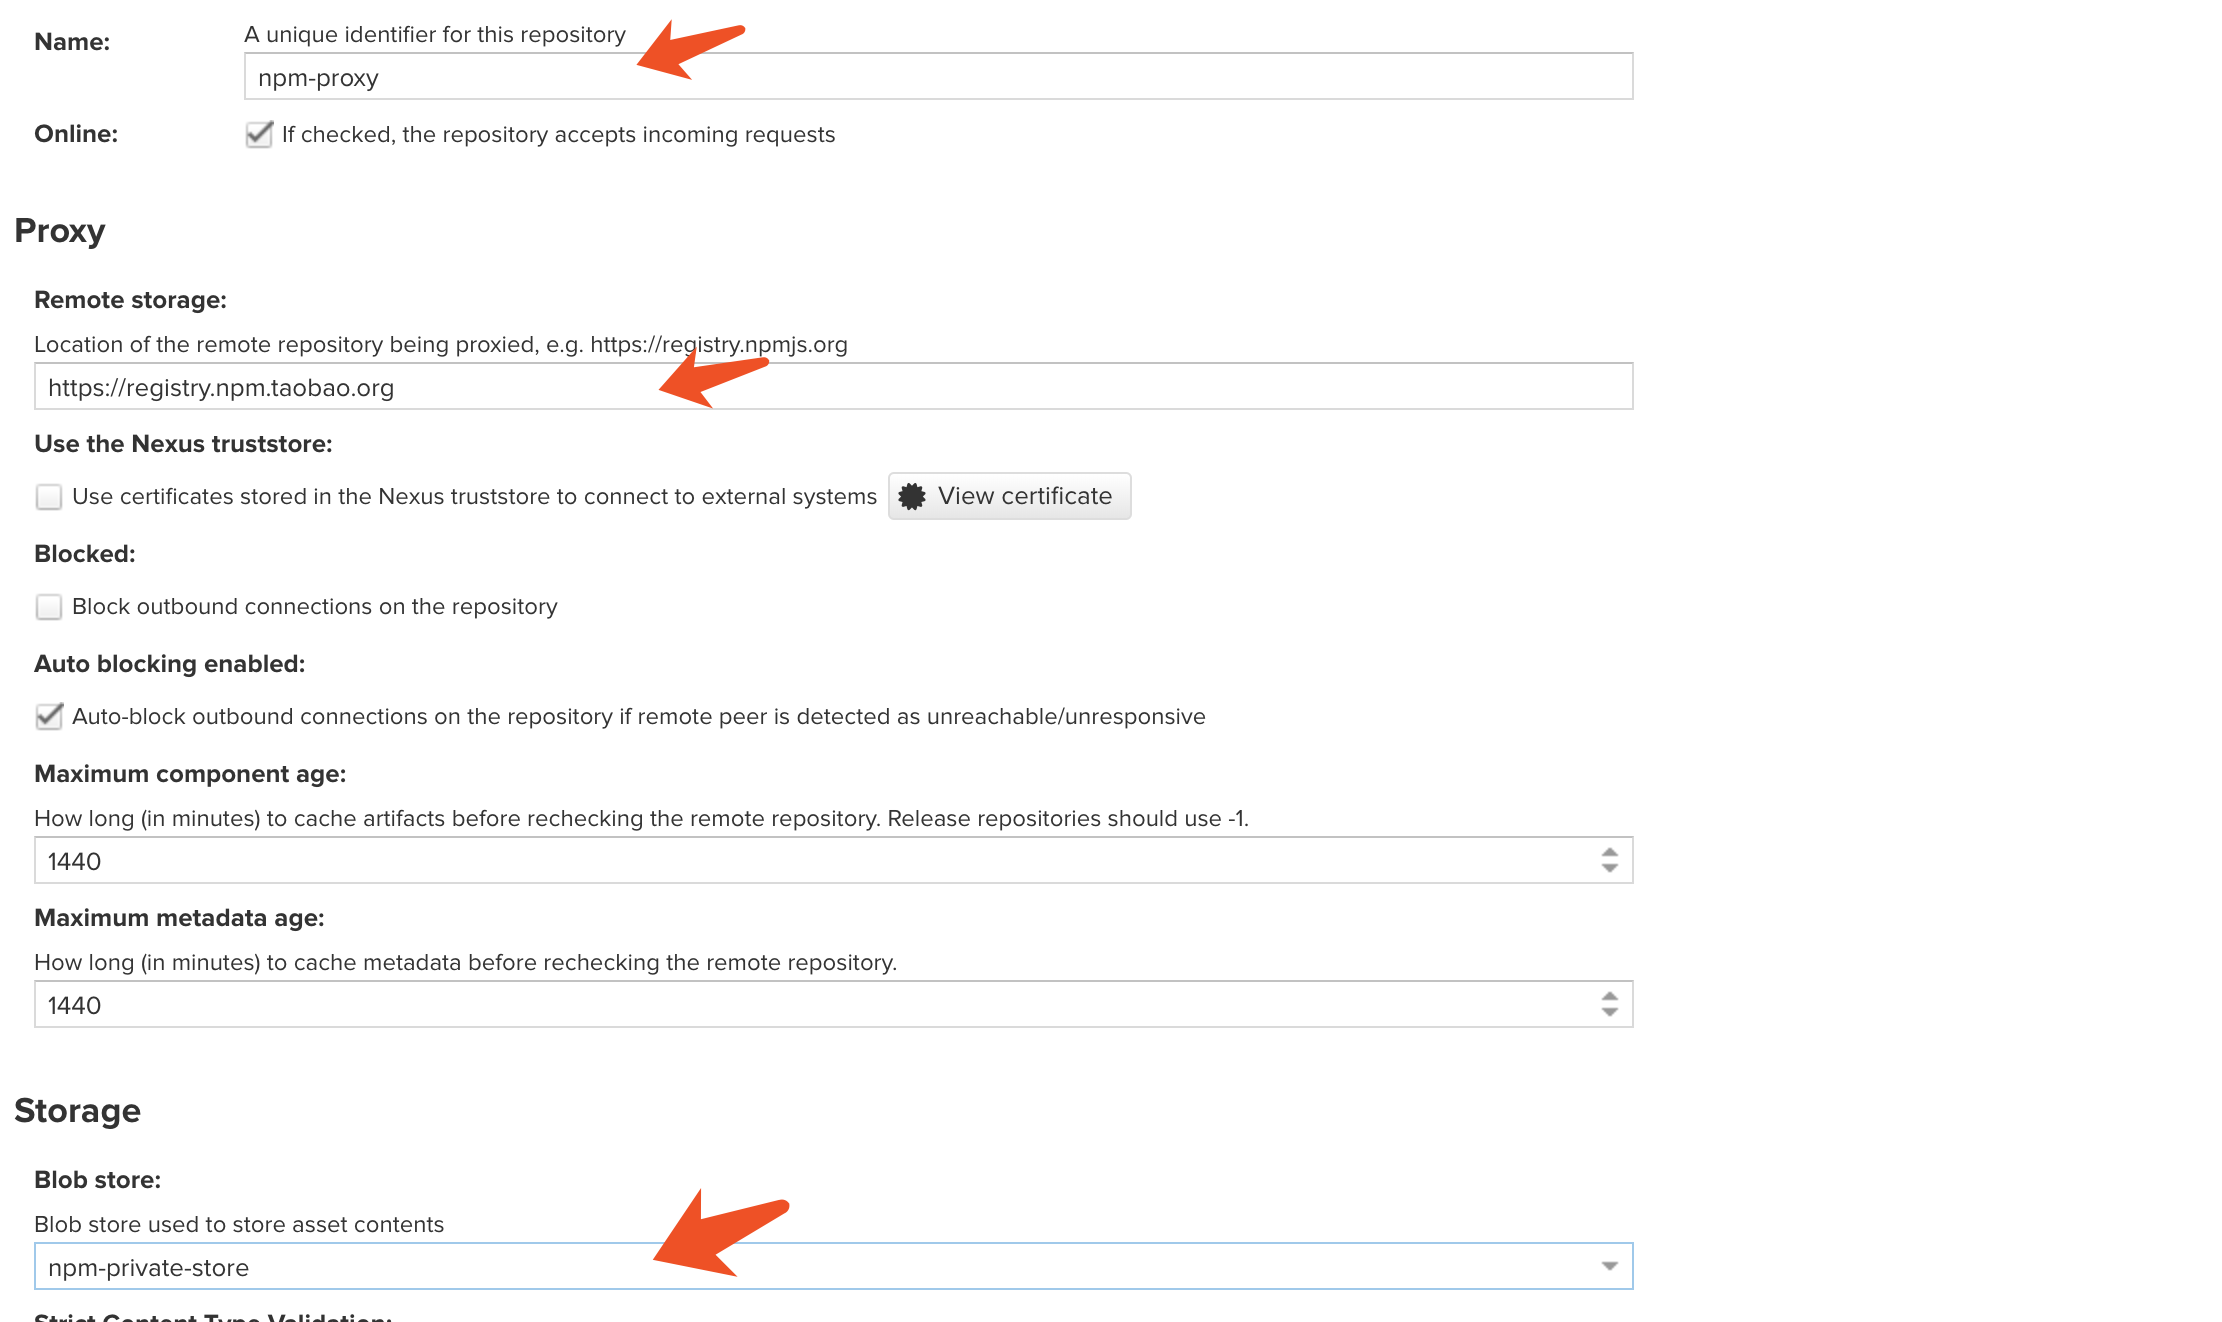 Name:
A unique identifier for this repository
npm-proxy
Online:
If checked, the repository accepts incoming requests
Proxy
Remote storage:
Location of the remote repository being proxied, e.g. https://registry.npmjs.org
https://registry.npm.taobao.org
Use the Nexus truststore:
Use certificates stored in the Nexus truststore to connect to external systems
View certificate
Blocked:
Block outbound connections on the repository
Auto blocking enabled:
Auto-block outbound connections on the repository if remote peer is detected as unreachable/unresponsive
Maximum component age:
How long (in minutes) to cache artifacts before rechecking the remote repository. Release repositories should use -1.
1440
Maximum metadata age:
How long (in minutes) to cache metadata before rechecking the remote repository.
1440
Storage
Blob store:
Blob store used to store asset contents
npm-private-store
Strict Content Type Validation: